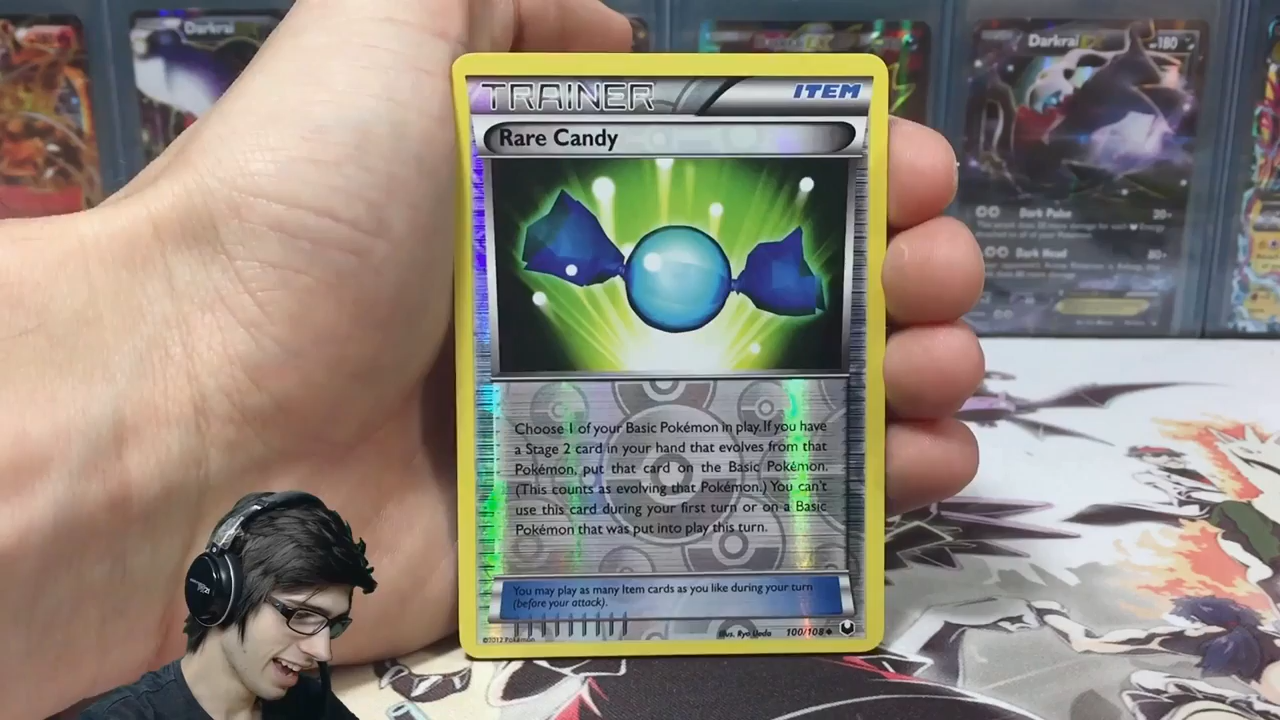 TRAINER
ITEM
Rare Candy
Choose 1 of your Basic Pokémon in play. If you have
a Stage 2 card in your hand that evolves from that
Pokémon, put that card on the Basic Pokémon.
(This counts as evolving that Pokémon.) You can't
use this card during your first turn or on a Basic
Pokémon that was put into play this turn.
You may play as many Item cards as you like during your turn
(before your attack).
Illus. Ryo Ueda
100/108
©2012 Pokémon
Darkrai
Darkrai EX
180
Dark Pulse
20+
Dark Head
80+